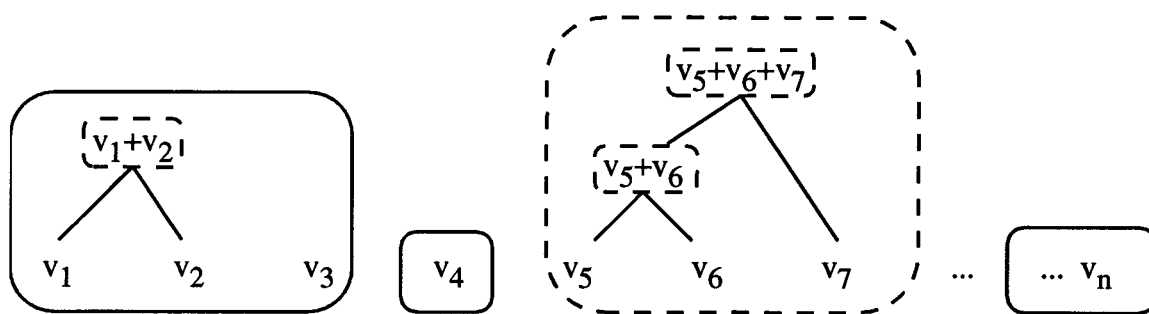 v₅+v₆+v₇
v₁+v₂
v₅+v₆
v₁ v₂ v₃ v₄ v₅ v₆ v₇ ... ... vₙ